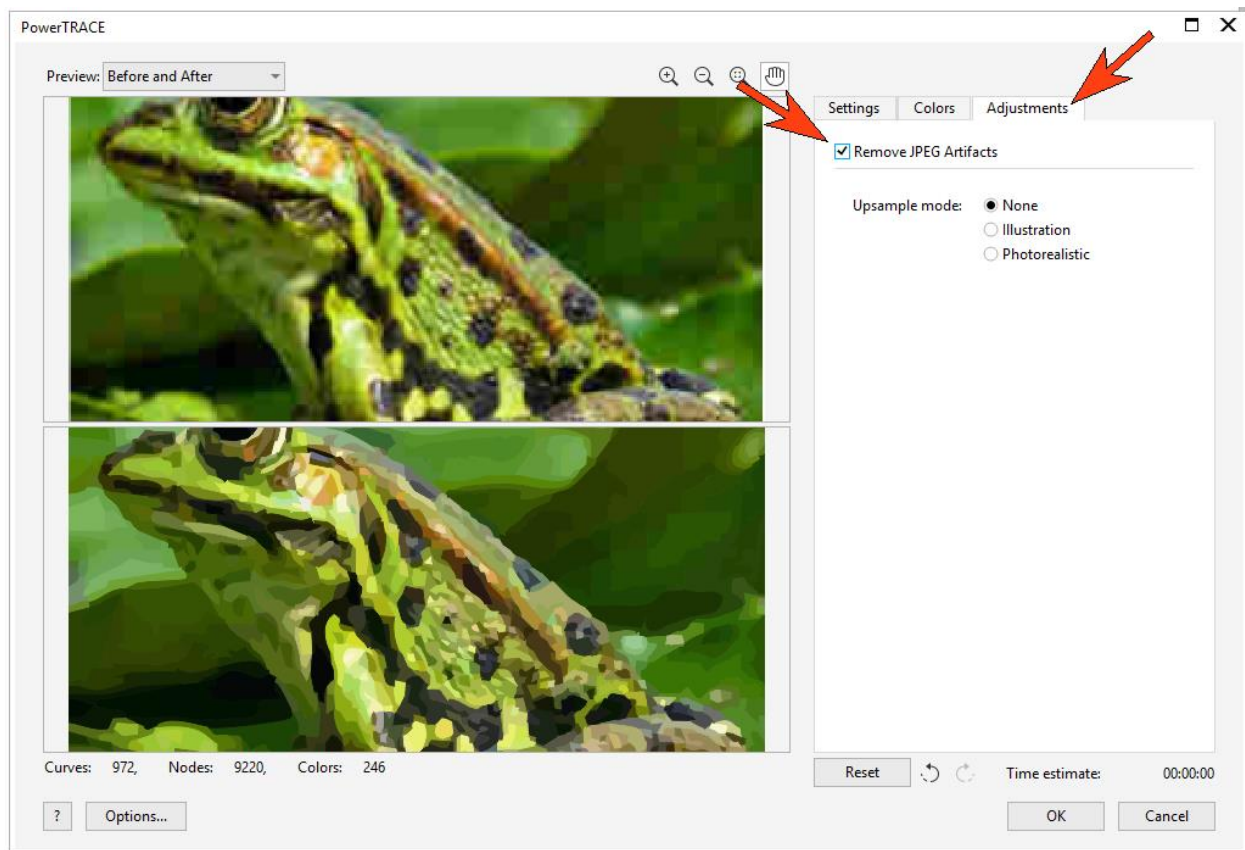 PowerTRACE
Preview: Before and After
Settings Colors Adjustments
Remove JPEG Artifacts
Upsample mode: None
Illustration
Photorealistic
Curves: 972, Nodes: 9220, Colors: 246
Reset Time estimate: 00:00:00
? Options... OK Cancel